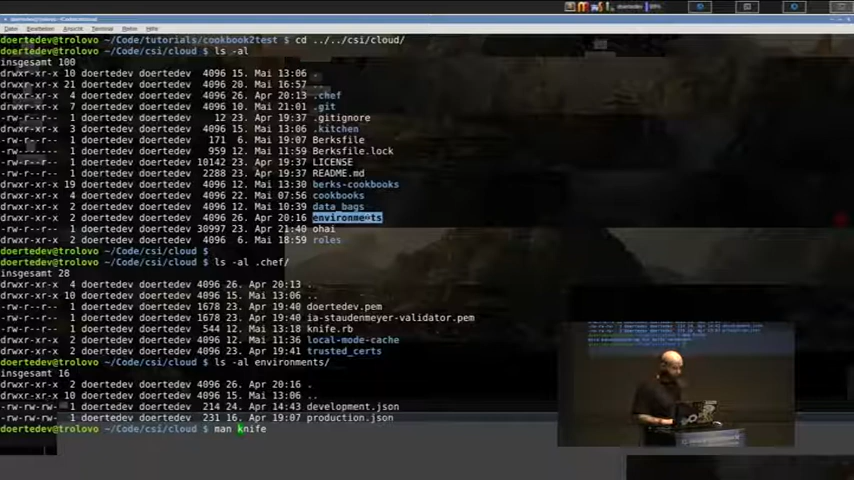 doertedev@trolovo ~/Code/tutorials/cookbook2test $ cd ../../csi/cloud/
doertedev@trolovo ~/Code/csi/cloud $ ls -al
insgesamt 100
drwxr-xr-x 10 doertedev doertedev 4096 15. Mai 13:06 .
drwxr-xr-x 21 doertedev doertedev 4096 20. Mai 16:57 ..
drwxr-xr-x 4 doertedev doertedev 4096 26. Apr 20:13 .chef
drwxr-xr-x 7 doertedev doertedev 4096 10. Mai 21:01 .git
-rw-r--r-- 1 doertedev doertedev 12 23. Apr 19:37 .gitignore
drwxr-xr-x 3 doertedev doertedev 4096 15. Mai 13:06 .kitchen
-rw-r--r-- 1 doertedev doertedev 171 6. Mai 19:07 Berksfile
-rw------- 1 doertedev doertedev 959 12. Mai 11:59 Berksfile.lock
-rw-r--r-- 1 doertedev doertedev 10142 23. Apr 19:37 LICENSE
-rw-r--r-- 1 doertedev doertedev 2288 23. Apr 19:37 README.md
drwxr-xr-x 19 doertedev doertedev 4096 12. Mai 13:30 berks-cookbooks
drwxr-xr-x 4 doertedev doertedev 4096 22. Mai 07:56 cookbooks
drwxr-xr-x 2 doertedev doertedev 4096 12. Mai 10:39 data_bags
drwxr-xr-x 2 doertedev doertedev 4096 26. Apr 20:16 environments
-rw-r--r-- 1 doertedev doertedev 30997 23. Apr 21:40 ohai
drwxr-xr-x 2 doertedev doertedev 4096 6. Mai 18:59 roles
doertedev@trolovo ~/Code/csi/cloud $
doertedev@trolovo ~/Code/csi/cloud $ ls -al .chef/
insgesamt 28
drwxr-xr-x 4 doertedev doertedev 4096 26. Apr 20:13 .
drwxr-xr-x 10 doertedev doertedev 4096 15. Mai 13:06 ..
-rw-r--r-- 1 doertedev doertedev 1678 23. Apr 19:40 doertedev.pem
-rw-r--r-- 1 doertedev doertedev 1678 23. Apr 19:40 ia-staudenmeyer-validator.pem
-rw-r--r-- 1 doertedev doertedev 544 12. Mai 13:18 knife.rb
drwxr-xr-x 3 doertedev doertedev 4096 12. Mai 11:36 local-mode-cache
drwxr-xr-x 2 doertedev doertedev 4096 23. Apr 19:41 trusted_certs
doertedev@trolovo ~/Code/csi/cloud $ ls -al environments/
insgesamt 16
drwxr-xr-x 2 doertedev doertedev 4096 26. Apr 20:16 .
drwxr-xr-x 10 doertedev doertedev 4096 15. Mai 13:06 ..
-rw-rw-rw- 1 doertedev doertedev 214 24. Apr 14:43 development.json
-rw-rw-rw- 1 doertedev doertedev 231 16. Apr 19:07 production.json
doertedev@trolovo ~/Code/csi/cloud $ man knife